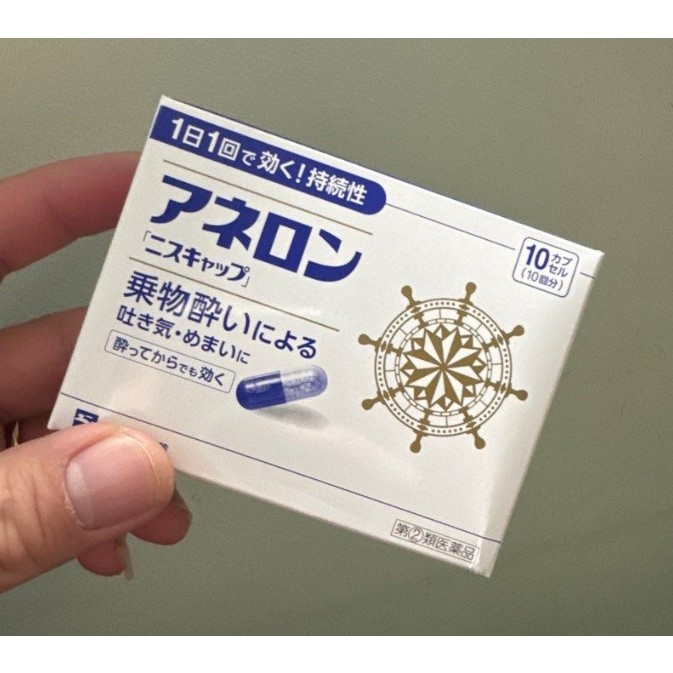 1日1回で効く!持続性
アネロン
「ニスキャップ」
10カプセル
(10回分)
乗物酔いによる
吐き気・めまいに
酔ってからでも効く
指②類医薬品